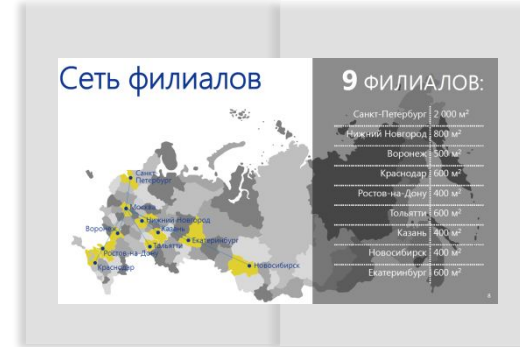 Сеть филиалов
9 ФИЛИАЛОВ:
Санкт-Петербург 2 000 м²
Нижний Новгород 800 м²
Воронеж 500 м²
Краснодар 600 м²
Ростов-на-Дону 400 м²
Тольятти 600 м²
Казань 400 м²
Новосибирск 400 м²
Екатеринбург 600 м²
Санкт-
Петербург
Москва
Нижний Новгород
Воронеж
Казань
Екатеринбург
Тольятти
Ростов-на-Дону
Краснодар
Новосибирск